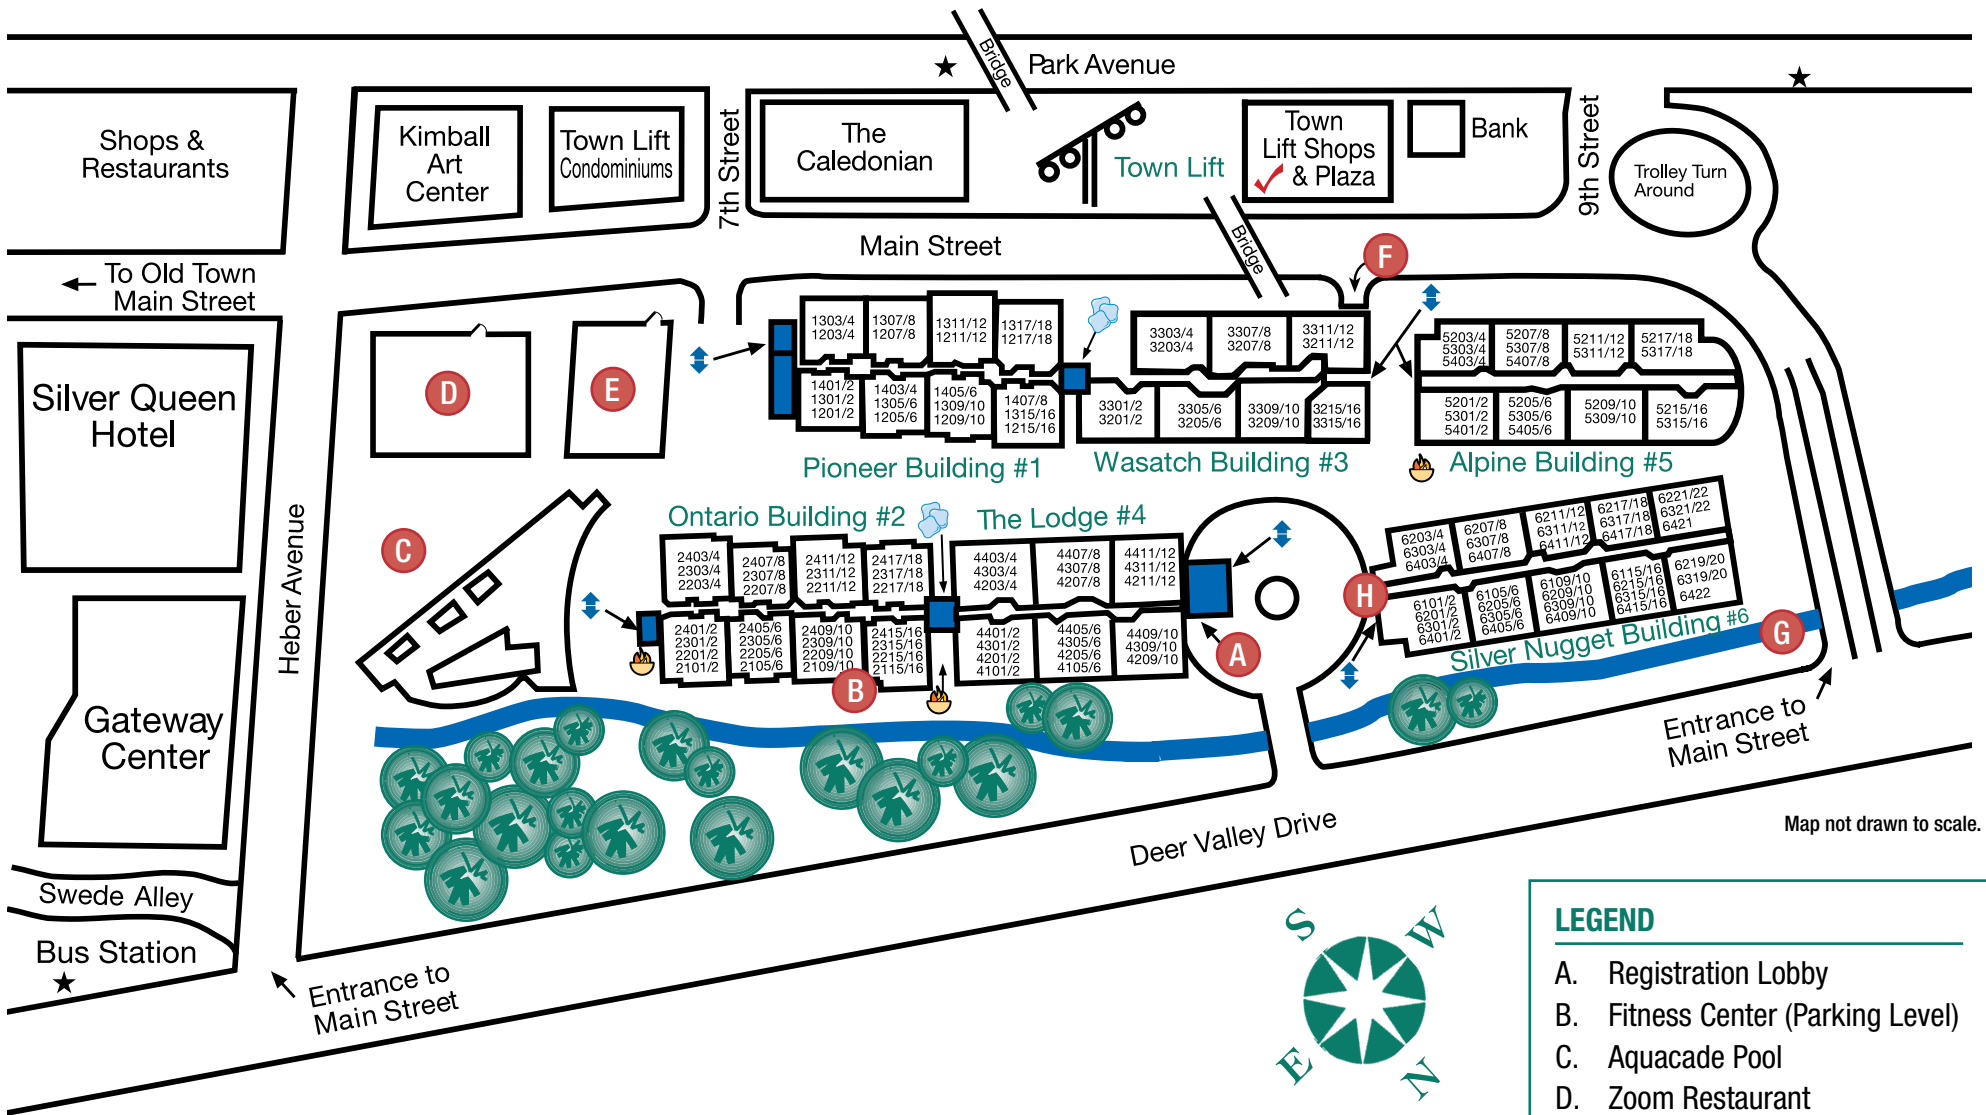 Bridge
Park Avenue
Shops &
Restaurants
Kimball
Art
Center
Town Lift
Condominiums
7th Street
The
Caledonian
Town Lift
Town
Lift Shops
& Plaza
Bank
9th Street
Trolley Turn
Around
Main Street
Bridge
F
To Old Town
Main Street
Silver Queen
Hotel
D
E
1303/4
1203/4
1307/8
1207/8
1311/12
1211/12
1317/18
1217/18
1401/2
1301/2
1201/2
1403/4
1305/6
1205/6
1405/6
1309/10
1209/10
1407/8
1315/16
1215/16
Pioneer Building #1
3303/4
3203/4
3307/8
3207/8
3311/12
3211/12
3301/2
3201/2
3305/6
3205/6
3309/10
3209/10
3215/16
3315/16
Wasatch Building #3
5203/4
5303/4
5403/4
5207/8
5307/8
5407/8
5211/12
5311/12
5217/18
5317/18
5201/2
5301/2
5401/2
5205/6
5305/6
5405/6
5209/10
5309/10
5215/16
5315/16
Alpine Building #5
Heber Avenue
C
Ontario Building #2
2403/4
2303/4
2203/4
2407/8
2307/8
2207/8
2411/12
2311/12
2211/12
2417/18
2317/18
2217/18
2401/2
2301/2
2201/2
2101/2
2405/6
2305/6
2205/6
2105/6
2409/10
2309/10
2209/10
2109/10
2415/16
2315/16
2215/16
2115/16
B
The Lodge #4
4403/4
4303/4
4203/4
4407/8
4307/8
4207/8
4411/12
4311/12
4211/12
4401/2
4301/2
4201/2
4101/2
4405/6
4305/6
4205/6
4105/6
4409/10
4309/10
4209/10
A
H
6203/4
6303/4
6403/4
6207/8
6307/8
6407/8
6211/12
6311/12
6411/12
6217/18
6317/18
6417/18
6221/22
6321/22
6421
6101/2
6201/2
6301/2
6401/2
6105/6
6205/6
6305/6
6405/6
6109/10
6209/10
6309/10
6409/10
6115/16
6215/16
6315/16
6415/16
6219/20
6319/20
6422
Silver Nugget Building #6
G
Gateway
Center
Swede Alley
Bus Station
Entrance to
Main Street
Deer Valley Drive
Entrance to
Main Street
Map not drawn to scale.
S
W
E
N
LEGEND
A. Registration Lobby
B. Fitness Center (Parking Level)
C. Aquacade Pool
D. Zoom Restaurant